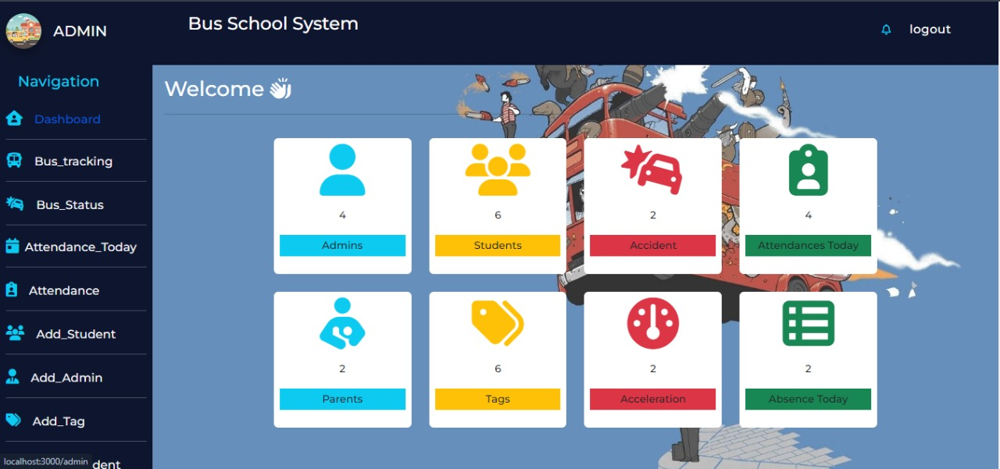 ADMIN
Bus School System
logout
Navigation
Dashboard
Bus_tracking
Bus_Status
Attendance_Today
Attendance
Add_Student
Add_Admin
Add_Tag
dent
localhost:3000/admin
Welcome
4
Admins
6
Students
2
Accident
4
Attendances Today
2
Parents
6
Tags
2
Acceleration
2
Absence Today